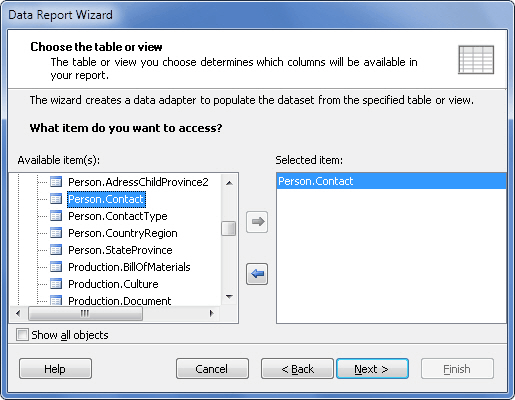 Data Report Wizard
Choose the table or view
The table or view you choose determines which columns will be available in
your report.
The wizard creates a data adapter to populate the dataset from the specified table or view.
What item do you want to access?
Available item(s):
Selected item:
Person.AdressChildProvince2
Person.Contact
Person.ContactType
Person.CountryRegion
Person.StateProvince
Production.BillOfMaterials
Production.Culture
Production.Document
Person.Contact
Show all objects
Help
Cancel
< Back
Next >
Finish